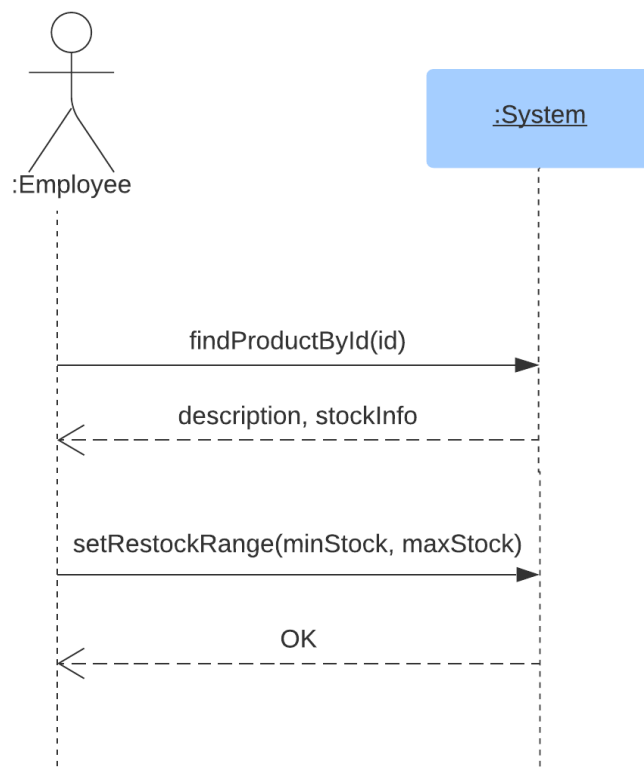 :System
:Employee
findProductById(id)
description, stockInfo
setRestockRange(minStock, maxStock)
OK